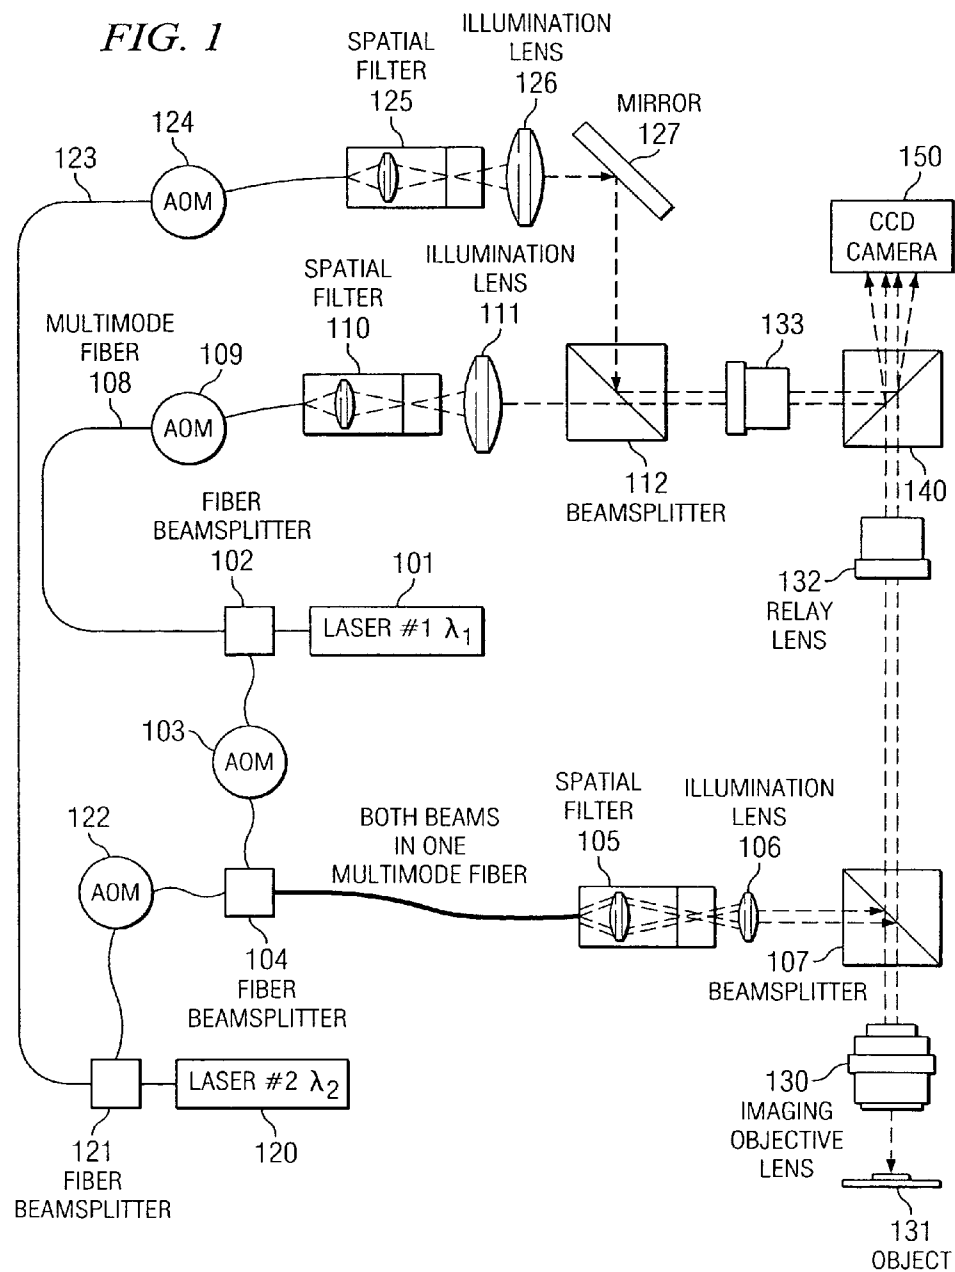 FIG. 1
ILLUMINATION
LENS
126
SPATIAL
FILTER
125
MIRROR
127
124
123
AOM
150
CCD
CAMERA
ILLUMINATION
LENS
111
SPATIAL
FILTER
110
MULTIMODE
FIBER
108
109
AOM
133
112
BEAMSPLITTER
140
FIBER
BEAMSPLITTER
102
101
LASER #1 λ1
132
RELAY
LENS
103
AOM
122
AOM
BOTH BEAMS
IN ONE
MULTIMODE FIBER
SPATIAL
FILTER
105
ILLUMINATION
LENS
106
104
FIBER
BEAMSPLITTER
107
BEAMSPLITTER
LASER #2 λ2
121
FIBER
BEAMSPLITTER
120
130
IMAGING
OBJECTIVE
LENS
131
OBJECT